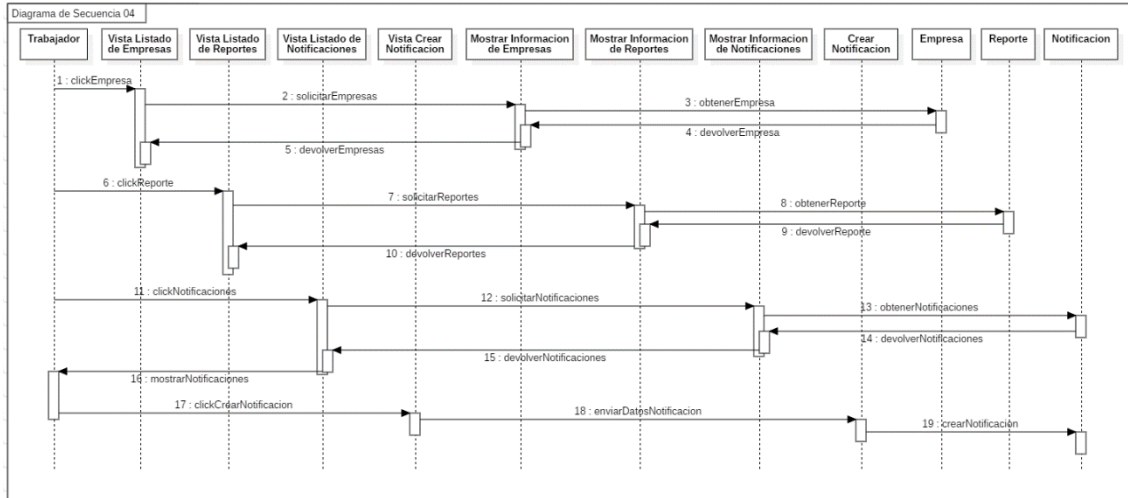 Diagrama de Secuencia 04
Trabajador
Vista Listado
de Empresas
Vista Listado
de Reportes
Vista Listado de
Notificaciones
Vista Crear
Notificacion
Mostrar Informacion
de Empresas
Mostrar Informacion
de Reportes
Mostrar Informacion
de Notificaciones
Crear
Notificacion
Empresa
Reporte
Notificacion
1 : clickEmpresa
2 : solicitarEmpresas
3 : obtenerEmpresa
4 : devolverEmpresa
5 : devolverEmpresas
6 : clickReporte
7 : solicitarReportes
8 : obtenerReporte
9 : devolverReporte
10 : devolverReportes
11 : clickNotificaciones
12 : solicitarNotificaciones
13 : obtenerNotificaciones
14 : devolverNotificaciones
15 : devolverNotificaciones
16 : mostrarNotificaciones
17 : clickCrearNotificacion
18 : enviarDatosNotificacion
19 : crearNotificacion